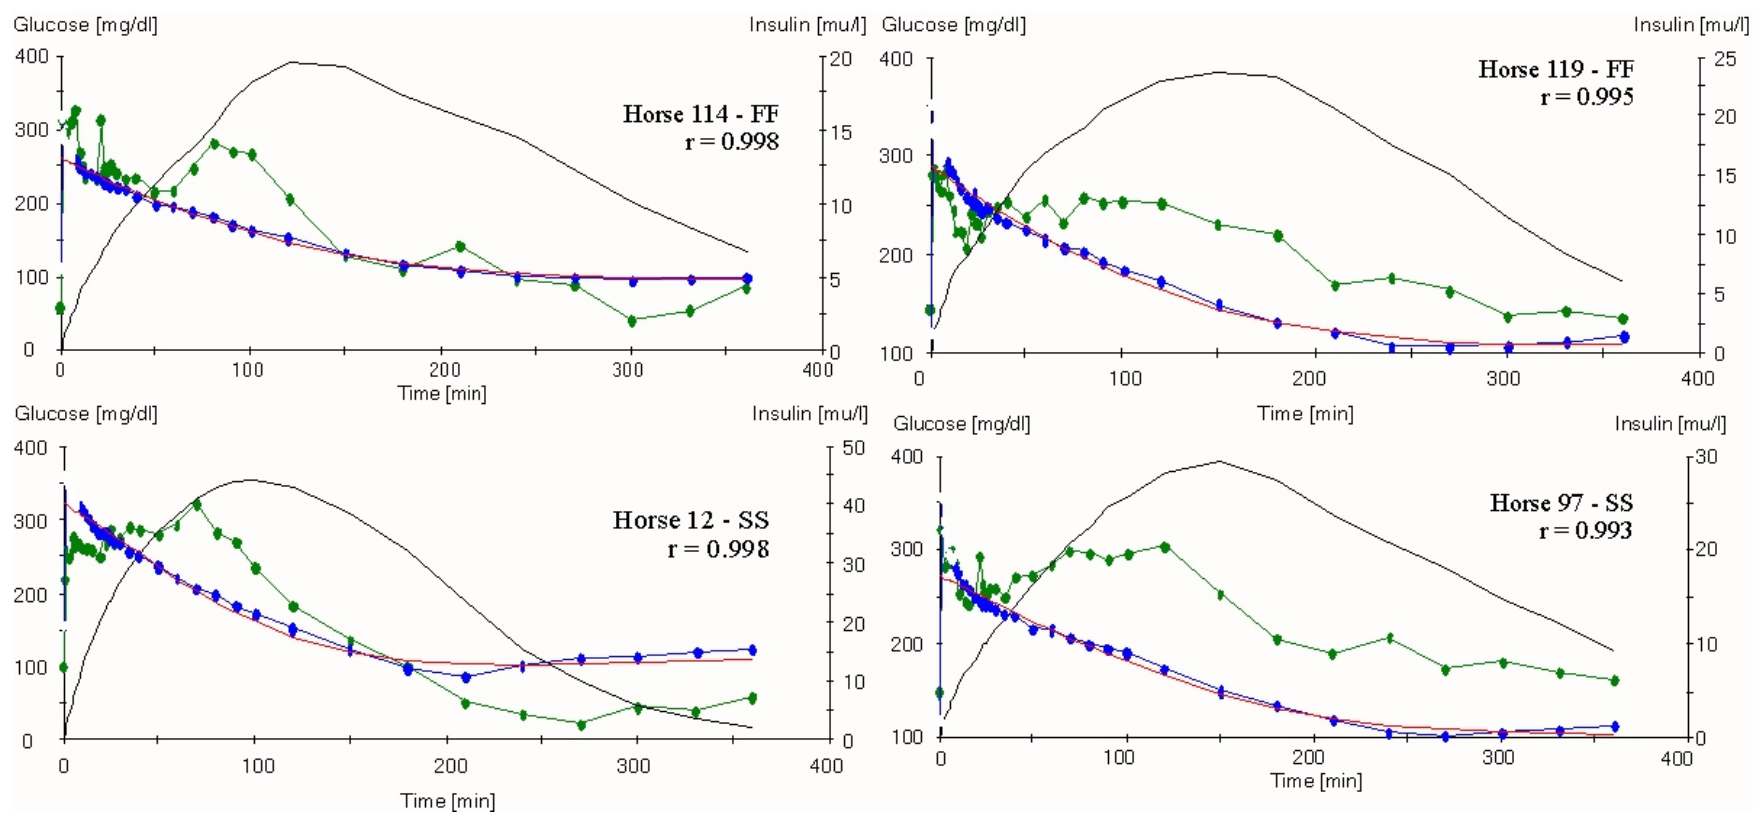 Glucose [mg/dl]
Insulin [mu/l]
400
300
200
100
0
20
15
10
5
0
Horse 114 - FF
r = 0.998
0
100
200
300
400
Time [min]
Glucose [mg/dl]
Insulin [mu/l]
400
300
200
100
25
20
15
10
5
0
Horse 119 - FF
r = 0.995
0
100
200
300
400
Time [min]
Glucose [mg/dl]
Insulin [mu/l]
400
300
200
100
0
50
40
30
20
10
0
Horse 12 - SS
r = 0.998
0
100
200
300
400
Time [min]
Glucose [mg/dl]
Insulin [mu/l]
400
300
200
100
30
20
10
0
Horse 97 - SS
r = 0.993
0
100
200
300
400
Time [min]